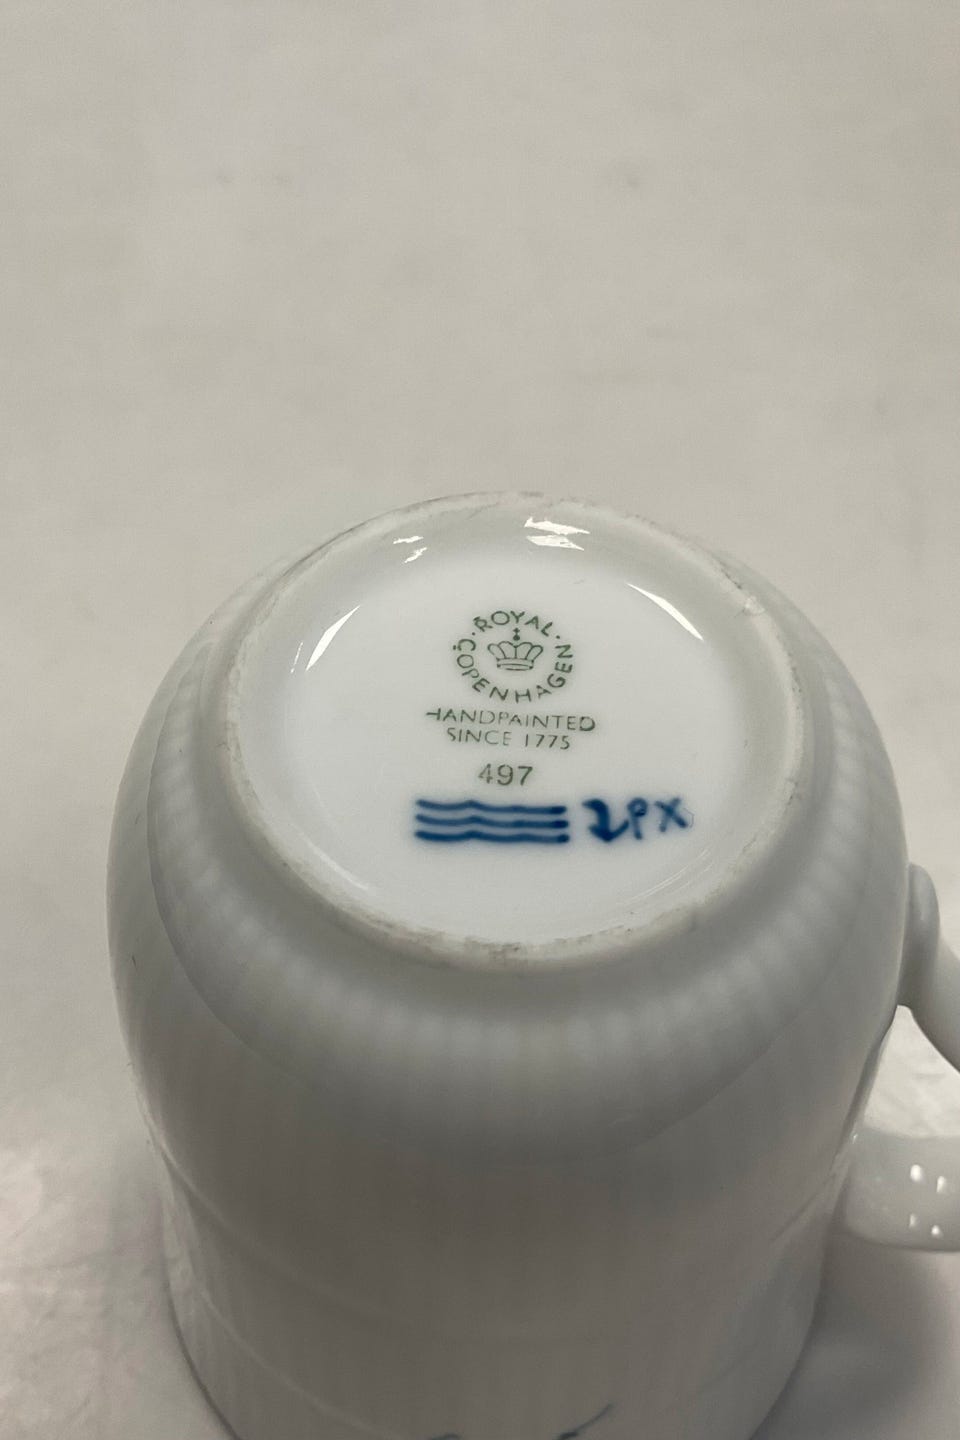 ROYAL
COPENHAGEN
HANDPAINTED
SINCE 1775
497